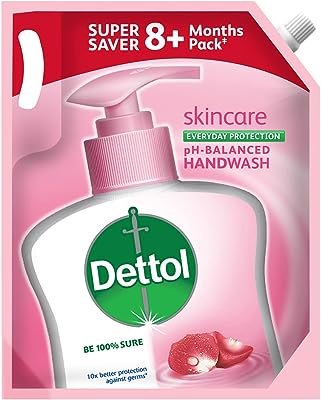 SUPER SAVER 8+ Months Pack‡
skincare
EVERYDAY PROTECTION
pH-BALANCED
HANDWASH
Dettol
BE 100% SURE
10x better protection
against germs*